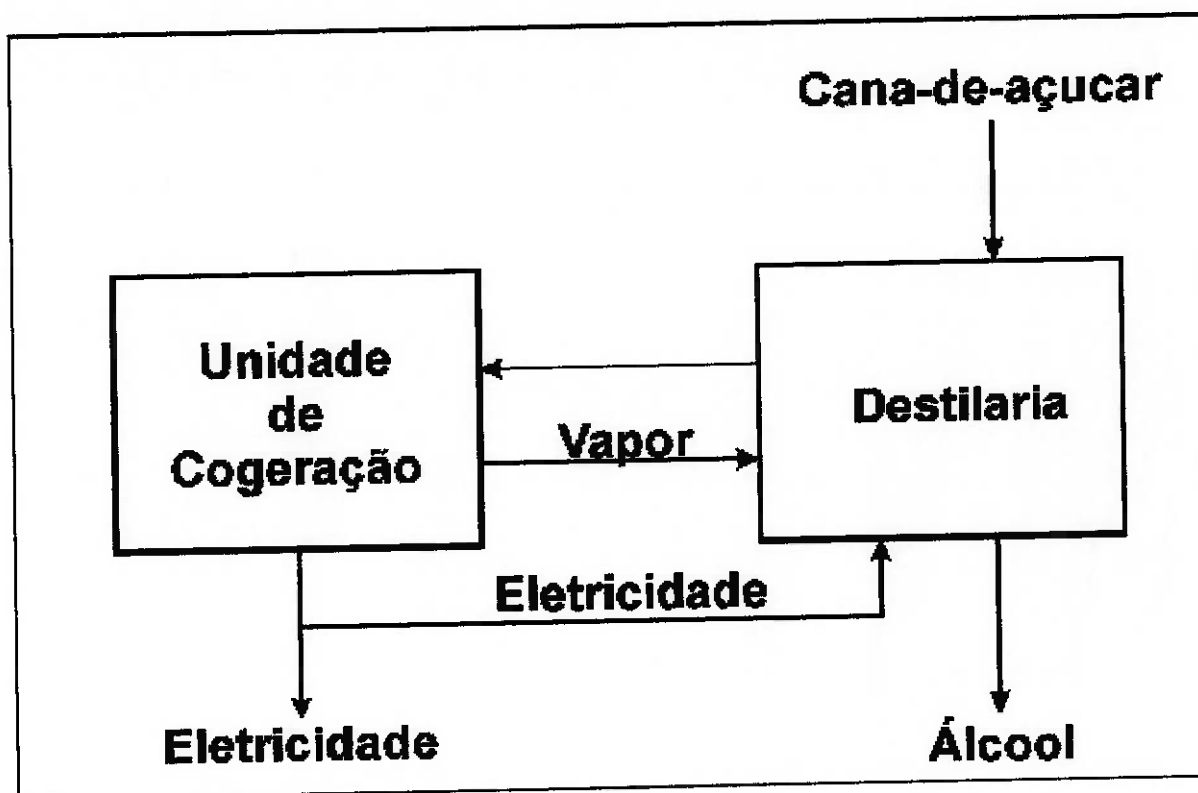 Cana-de-açucar
Unidade
de
Cogeração
Vapor
Destilaria
Eletricidade
Eletricidade
Álcool